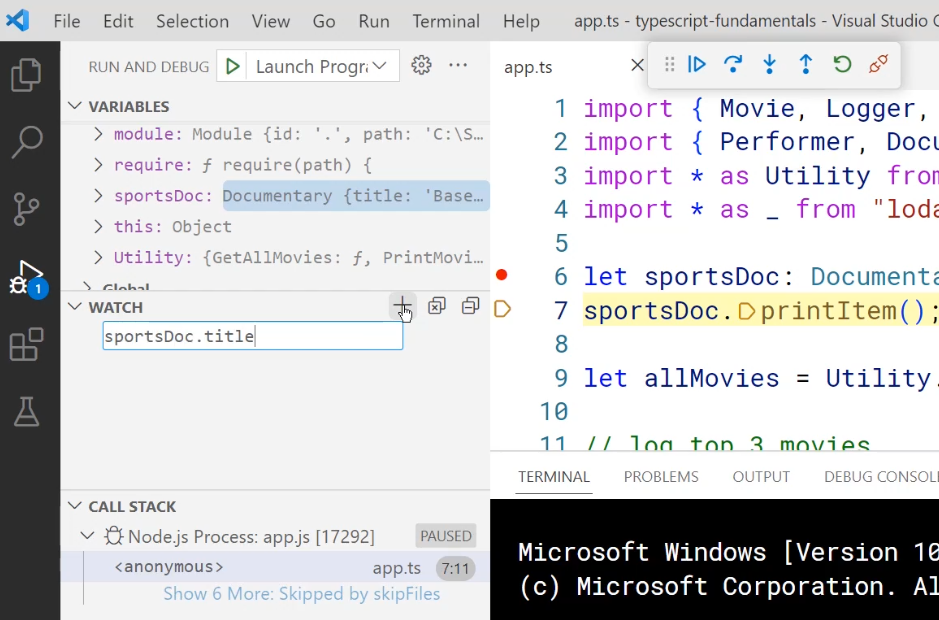 File Edit Selection View Go Run Terminal Help app.ts - typescript-fundamentals - Visual Studio
RUN AND DEBUG Launch Progra
VARIABLES
module: Module {id: '.', path: 'C:\S...
require: ƒ require(path) {
sportsDoc: Documentary {title: 'Base...
this: Object
Utility: {GetAllMovies: ƒ, PrintMovi...
Global
WATCH
sportsDoc.title
CALL STACK
Node.js Process: app.js [17292] PAUSED
<anonymous> app.ts 7:11
Show 6 More: Skipped by skipFiles
1
app.ts
1 import { Movie, Logger,
2 import { Performer, Docu
3 import * as Utility from
4 import * as _ from "loda
5
6 let sportsDoc: Documenta
7 sportsDoc.printItem();
8
9 let allMovies = Utility.
10
11 // log top 3 movies
TERMINAL PROBLEMS OUTPUT DEBUG CONSOL
Microsoft Windows [Version 10
(c) Microsoft Corporation. Al